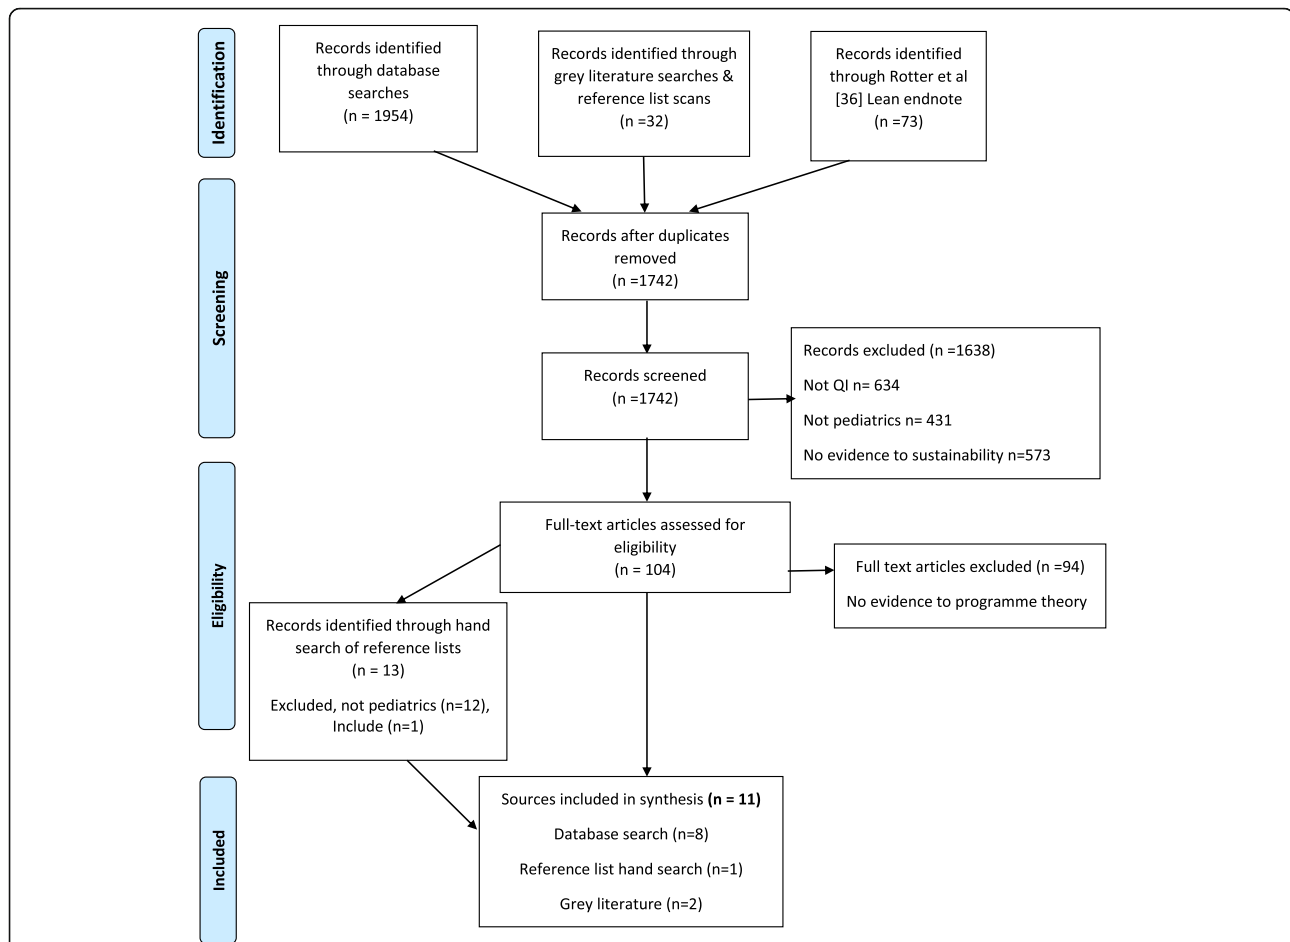 Identification
Records identified
through database
searches
(n = 1954)
Records identified through
grey literature searches &
reference list scans
(n =32)
Records identified
through Rotter et al
[36] Lean endnote
(n =73)
Screening
Records after duplicates
removed
(n =1742)
Records screened
(n =1742)
Records excluded (n =1638)
Not QI n= 634
Not pediatrics n= 431
No evidence to sustainability n=573
Eligibility
Full-text articles assessed for
eligibility
(n = 104)
Full text articles excluded (n =94)
No evidence to programme theory
Records identified through hand
search of reference lists
(n = 13)
Excluded, not pediatrics (n=12),
Include (n=1)
Included
Sources included in synthesis (n = 11)
Database search (n=8)
Reference list hand search (n=1)
Grey literature (n=2)